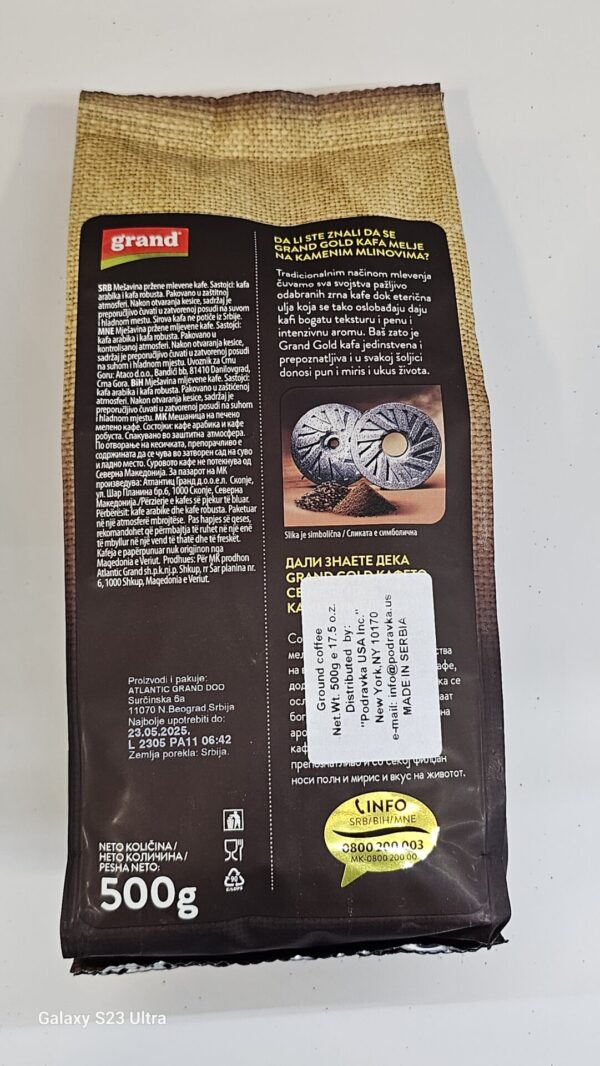 grand
SRB Mešavina pržene mlevene kafe. Sastojci: kafa
arabika i kafa robusta. Pakovano u zaštitnoj
atmosferi. Nakon otvaranja kesice, sadržaj je
preporučljivo čuvati u zatvorenoj posudi na suvom
i hladnom mestu. Sirova kafa ne potiče iz Srbije.
MNE Mješavina pržene mljevene kafe. Sastojci:
kafa arabika i kafa robusta. Pakovano u
kontrolisanoj atmosferi. Nakon otvaranja kesice,
sadržaj je preporučljivo čuvati u zatvorenoj posudi
na suhom i hladnom mjestu. Uvoznik za Crnu
Goru: Ataco d.o.o., Bandići bb, 81410 Danilovgrad,
Crna Gora. BiH Mješavina mljevene kafe. Sastojci:
kafa arabika i kafa robusta. Pakovano u zaštićenoj
atmosferi. Nakon otvaranja kesice, sadržaj je
preporučljivo čuvati u zatvorenoj posudi na suhom
i hladnom mjestu. МК Мешаница на печено
мелено кафе. Состојки: кафе арабика и кафе
робуста. Спакувано во заштитна атмосфера.
По отворање на кесичката, препорачливо е
содржината да се чува во затворен сад на суво
и ладно место. Суровото кафе не потекнува од
Северна Македонија. За пазарот на МК
произведува: Атлантиц Гранд д.о.о.е.л. Скопје,
ул. Шар Планина бр.6, 1000 Скопје, Северна
Македонија./Përzierje e kafes së pjekur të bluar.
Përbërësit: kafe arabike dhe kafe robusta. Paketuar
në një atmosferë mbrojtëse. Pas hapjes së qeses,
rekomandohet që përmbajtja të ruhet në një enë
të mbyllur në një vend të thatë dhe të freskët.
Kafeja e papërpunuar nuk originon nga
Maqedonia e Veriut. Prodhues: Për MK prodhon
Atlantic Grand sh.p.k.nj.p. Shkup, rr Sar planina nr.
6, 1000 Shkup, Maqedonia e Veriut.
Proizvodi i pakuje:
ATLANTIC GRAND DOO
Surčinska 6a
11070 N.Beograd,Srbija
Najbolje upotrebiti do:
23.05.2025.
L 2305 PA11 06:42
Zemlja porekla: Srbija.
NETO KOLIČINA /
НЕТО КОЛИЧИНА /
PESHA NETO:
500g
DA LI STE ZNALI DA SE
GRAND GOLD KAFA MELJE
NA KAMENIM MLINOVIMA?
Tradicionalnim načinom mlevenja
čuvamo sva svojstva pažljivo
odabranih zrna kafe dok eterična
ulja koja se tako oslobađaju daju
kafi bogatu teksturu i penu i
intenzivnu aromu. Baš zato je
Grand Gold kafa jedinstvena i
prepoznatljiva i u svakoj šoljici
donosi pun i miris i ukus života.
Slika je simbolična / Сликата е симболична
ДАЛИ ЗНАЕТЕ ДЕКА
GRAND GOLD КАФЕТО
Ground coffee
Net.Wt. 500g e 17.5 o.z.
Distributed by:
"Podravka USA Inc."
New York,NY 10170
e-mail: info@podravka.us
MADE IN SERBIA
препознатливо и со секој филџан
носи полн и мирис и вкус на животот.
INFO
SRB/BIH/MNE
0800 200 003
MK-0800 200 00
Galaxy S23 Ultra